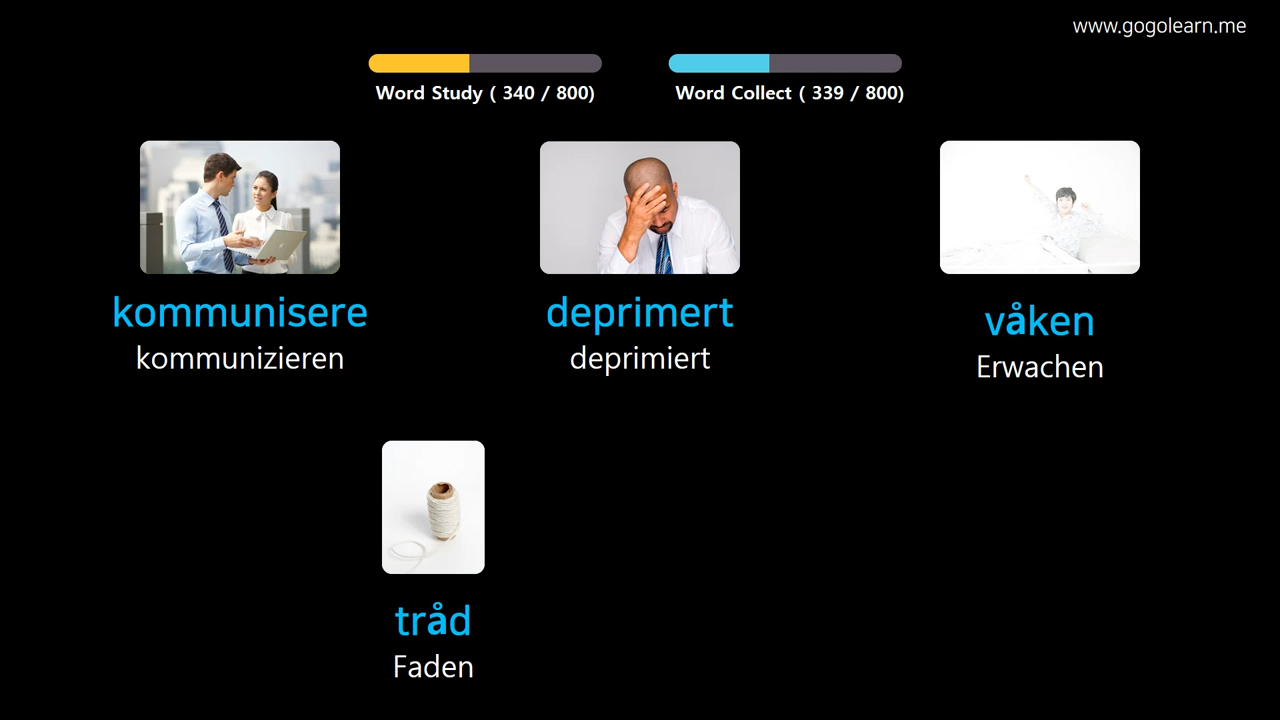 www.gogolearn.me
Word Study ( 340 / 800)
Word Collect ( 339 / 800)
kommunisere
kommunizieren
deprimert
deprimiert
våken
Erwachen
tråd
Faden